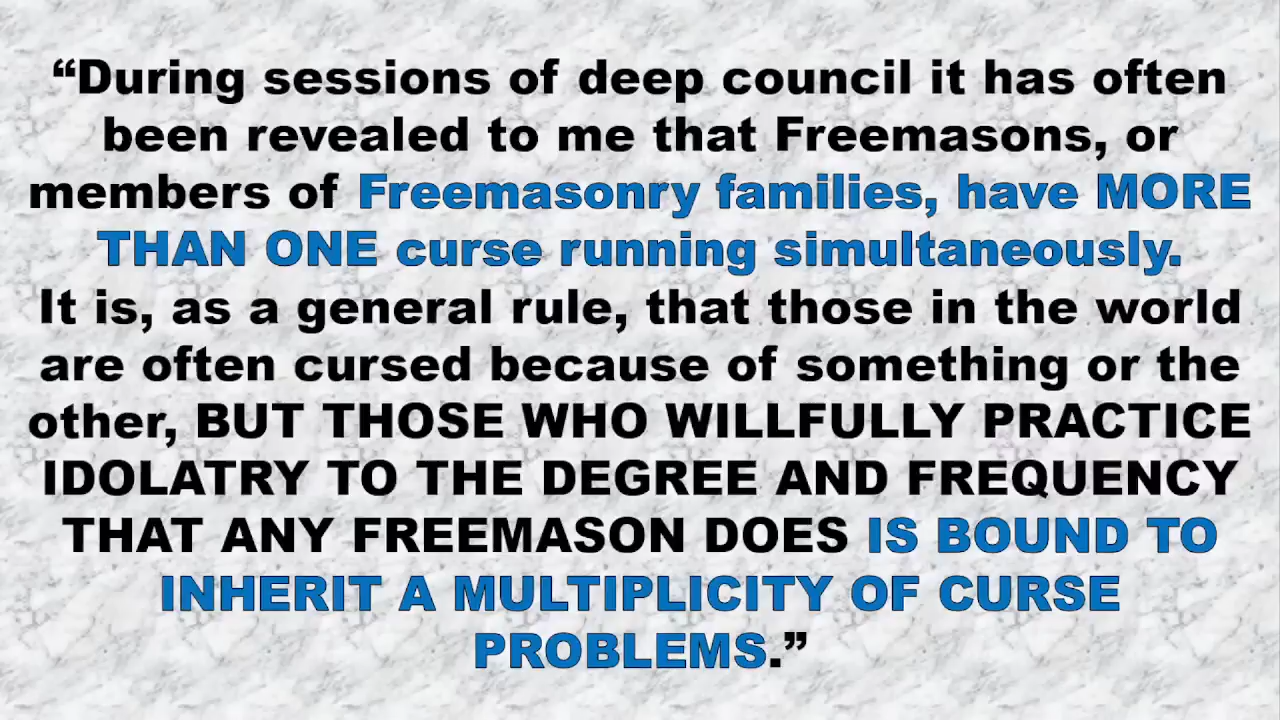 “During sessions of deep council it has often
been revealed to me that Freemasons, or
members of Freemasonry families, have MORE
THAN ONE curse running simultaneously.
It is, as a general rule, that those in the world
are often cursed because of something or the
other, BUT THOSE WHO WILLFULLY PRACTICE
IDOLATRY TO THE DEGREE AND FREQUENCY
THAT ANY FREEMASON DOES IS BOUND TO
INHERIT A MULTIPLICITY OF CURSE
PROBLEMS.”